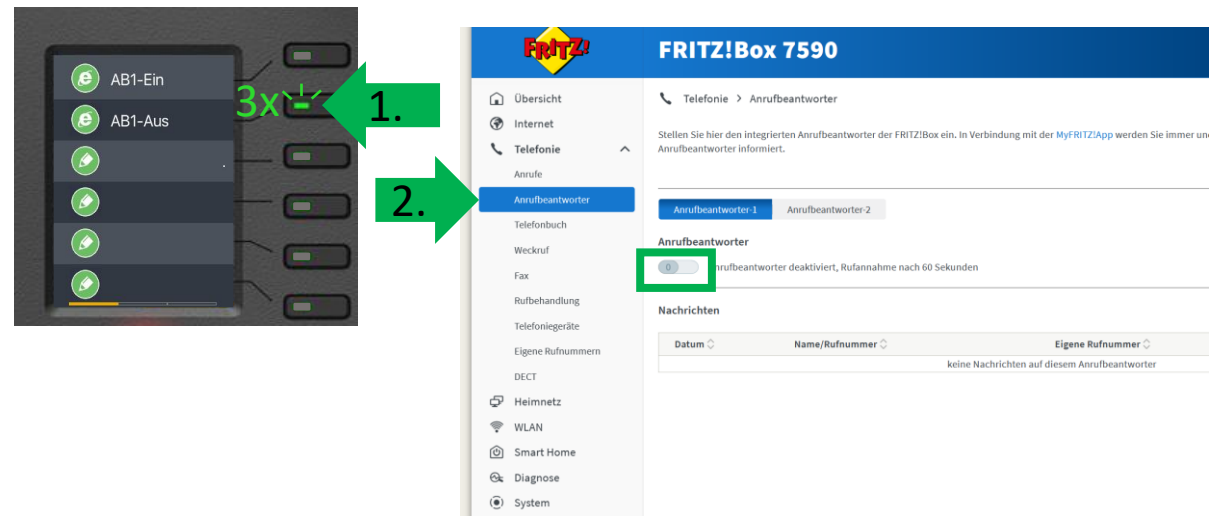 AB1-Ein
AB1-Aus
3x
1.
2.
FRITZ!
FRITZ!Box 7590
Übersicht
Internet
Telefonie
Anrufe
Anrufbeantworter
Telefonbuch
Weckruf
Fax
Rufbehandlung
Telefoniegeräte
Eigene Rufnummern
DECT
Heimnetz
WLAN
Smart Home
Diagnose
System
Telefonie > Anrufbeantworter
Stellen Sie hier den integrierten Anrufbeantworter der FRITZ!Box ein. In Verbindung mit der MyFRITZ!App werden Sie immer un
Anrufbeantworter informiert.
Anrufbeantworter-1 Anrufbeantworter-2
Anrufbeantworter
0 nrufbeantworter deaktiviert, Rufannahme nach 60 Sekunden
Nachrichten
Datum Name/Rufnummer Eigene Rufnummer
keine Nachrichten auf diesem Anrufbeantworter